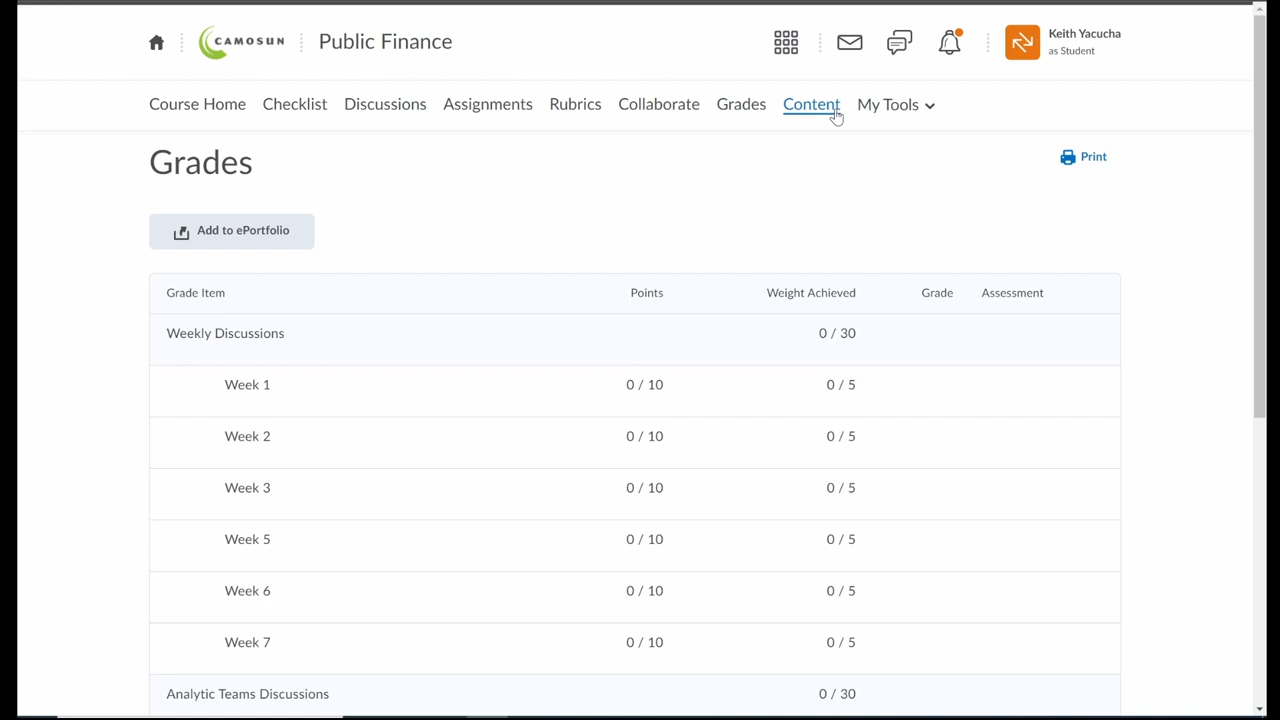 CAMOSUN Public Finance Keith Yacucha
as Student
Course Home Checklist Discussions Assignments Rubrics Collaborate Grades Content My Tools
Grades Print
Add to ePortfolio
Grade Item Points Weight Achieved Grade Assessment
Weekly Discussions 0 / 30
Week 1 0 / 10 0 / 5
Week 2 0 / 10 0 / 5
Week 3 0 / 10 0 / 5
Week 5 0 / 10 0 / 5
Week 6 0 / 10 0 / 5
Week 7 0 / 10 0 / 5
Analytic Teams Discussions 0 / 30